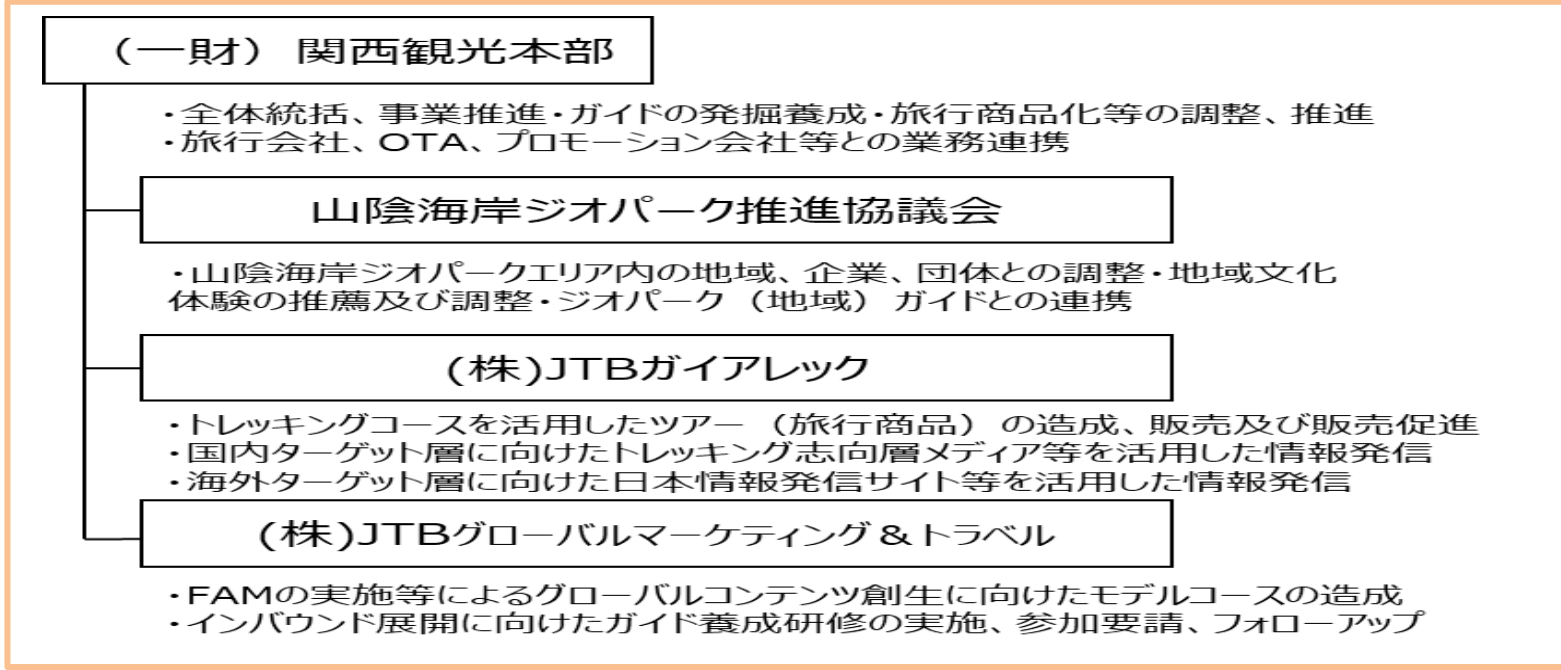 （一財） 関西観光本部
・全体統括、事業推進・ガイドの発掘養成・旅行商品化等の調整、推進
・旅行会社、OTA、プロモーション会社等との業務連携
山陰海岸ジオパーク推進協議会
・山陰海岸ジオパークエリア内の地域、企業、団体との調整・地域文化
体験の推薦及び調整・ジオパーク（地域）ガイドとの連携
(株)JTBガイアレック
・トレッキングコースを活用したツアー（旅行商品）の造成、販売及び販売促進
・国内ターゲット層に向けたトレッキング志向層メディア等を活用した情報発信
・海外ターゲット層に向けた日本情報発信サイト等を活用した情報発信
(株)JTBグローバルマーケティング＆トラベル
・FAMの実施等によるグローバルコンテンツ創生に向けたモデルコースの造成
・インバウンド展開に向けたガイド養成研修の実施、参加要請、フォローアップ